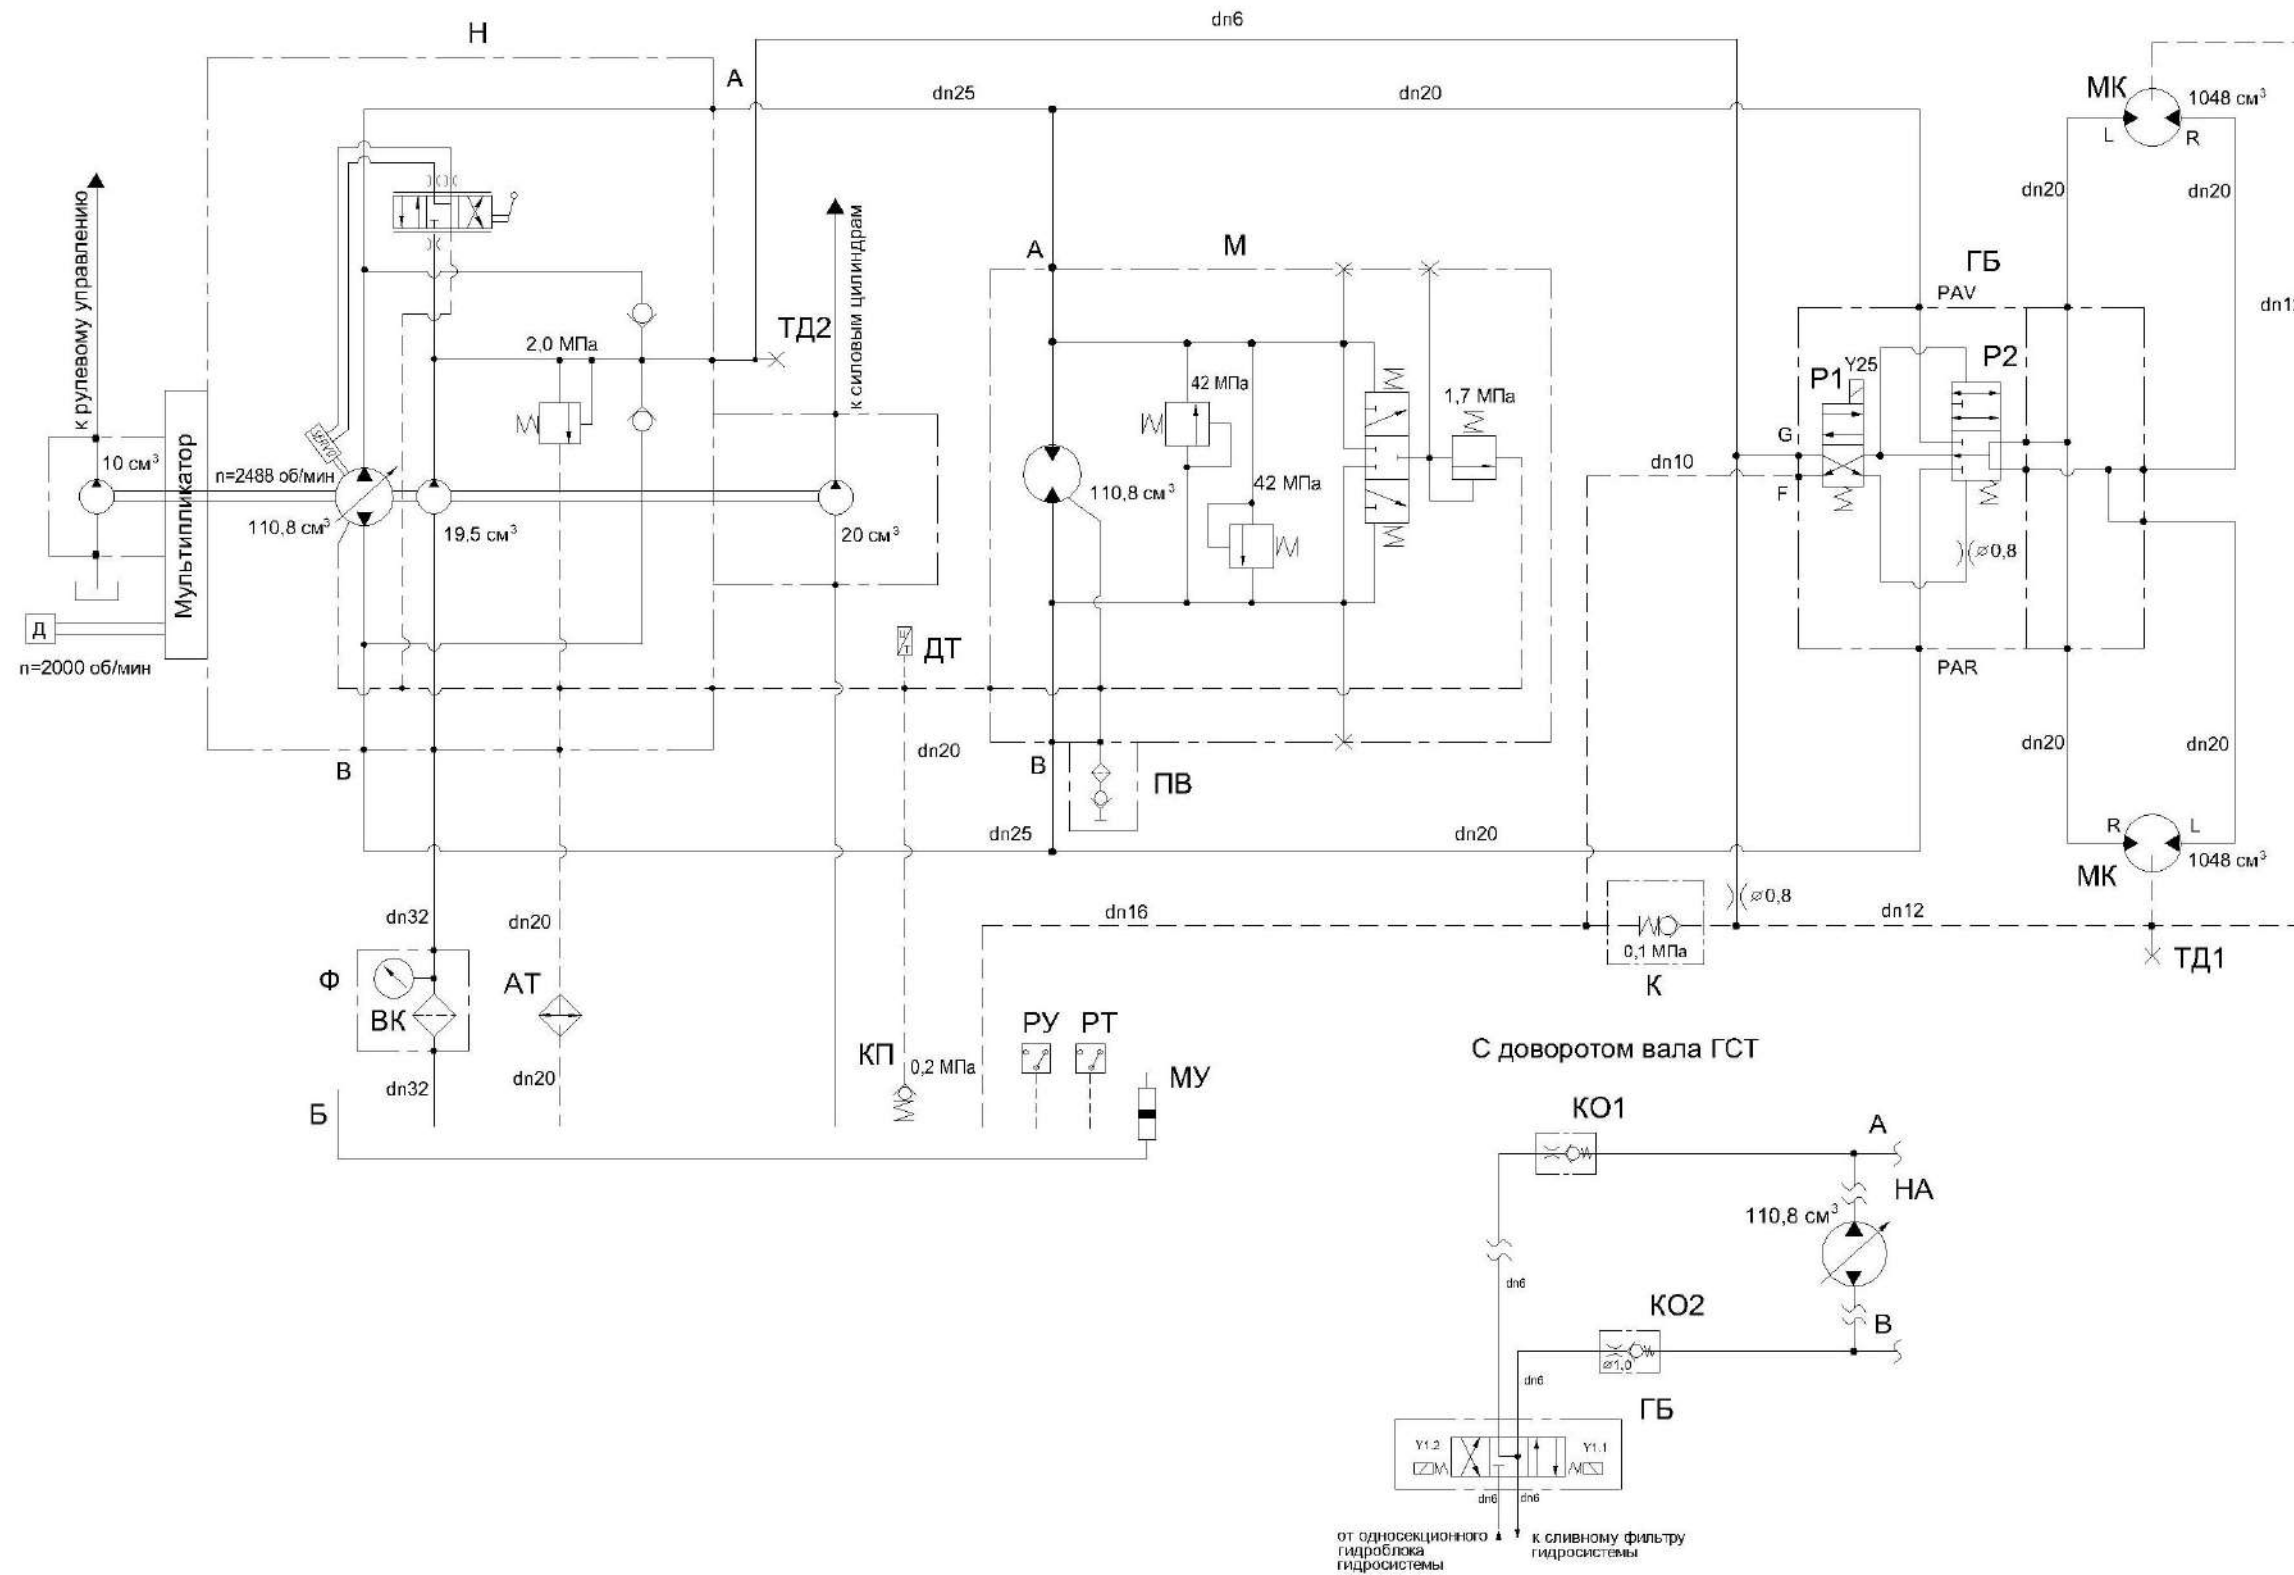 dn6
Н
А
dn25
dn20
МК
1048 см³
L
R
к рулевому управлению
dn20
dn20
к силовым цилиндрам
А
М
ГБ
PAV
ТД2
2,0 МПа
Р2
Y25
Р1
42 МПа
1,7 МПа
SERVO
G
Мультипликатор
10 см³
n=2488 об/мин
dn10
42 МПа
110,8 см³
F
110,8 см³
19,5 см³
20 см³
⌀0,8
Д
ц/т
ДТ
n=2000 об/мин
PAR
dn20
В
В
ПВ
dn20
dn20
dn25
dn20
R
L
1048 см³
МК
dn32
dn20
dn16
⌀0,8
dn12
0,1 МПа
ТД1
К
Ф
ВК
АТ
РУ
РТ
С доворотом вала ГСТ
КП
0,2 МПа
МУ
dn32
dn20
Б
КО1
А
НА
110,8 см³
dn6
КО2
В
⌀1,0
dn6
ГБ
Y1.2
Y1.1
dn6
dn6
от односекционного
гидроблока
гидросистемы
к сливному фильтру
гидросистемы